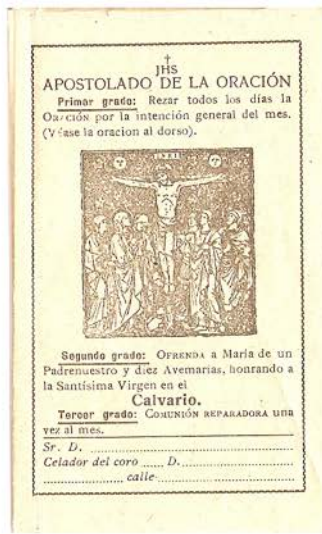 JHS
APOSTOLADO DE LA ORACIÓN
Primer grado: Rezar todos los días la
ORACIÓN por la intención general del mes.
(Véase la oracion al dorso).
INRI
Segundo grado: OFRENDA a María de un
Padrenuestro y diez Avemarías, honrando a
la Santísima Virgen en el
Calvario.
Tercer grado: COMUNIÓN REPARADORA una
vez al mes.
Sr. D.
Celador del coro ...... D.
calle